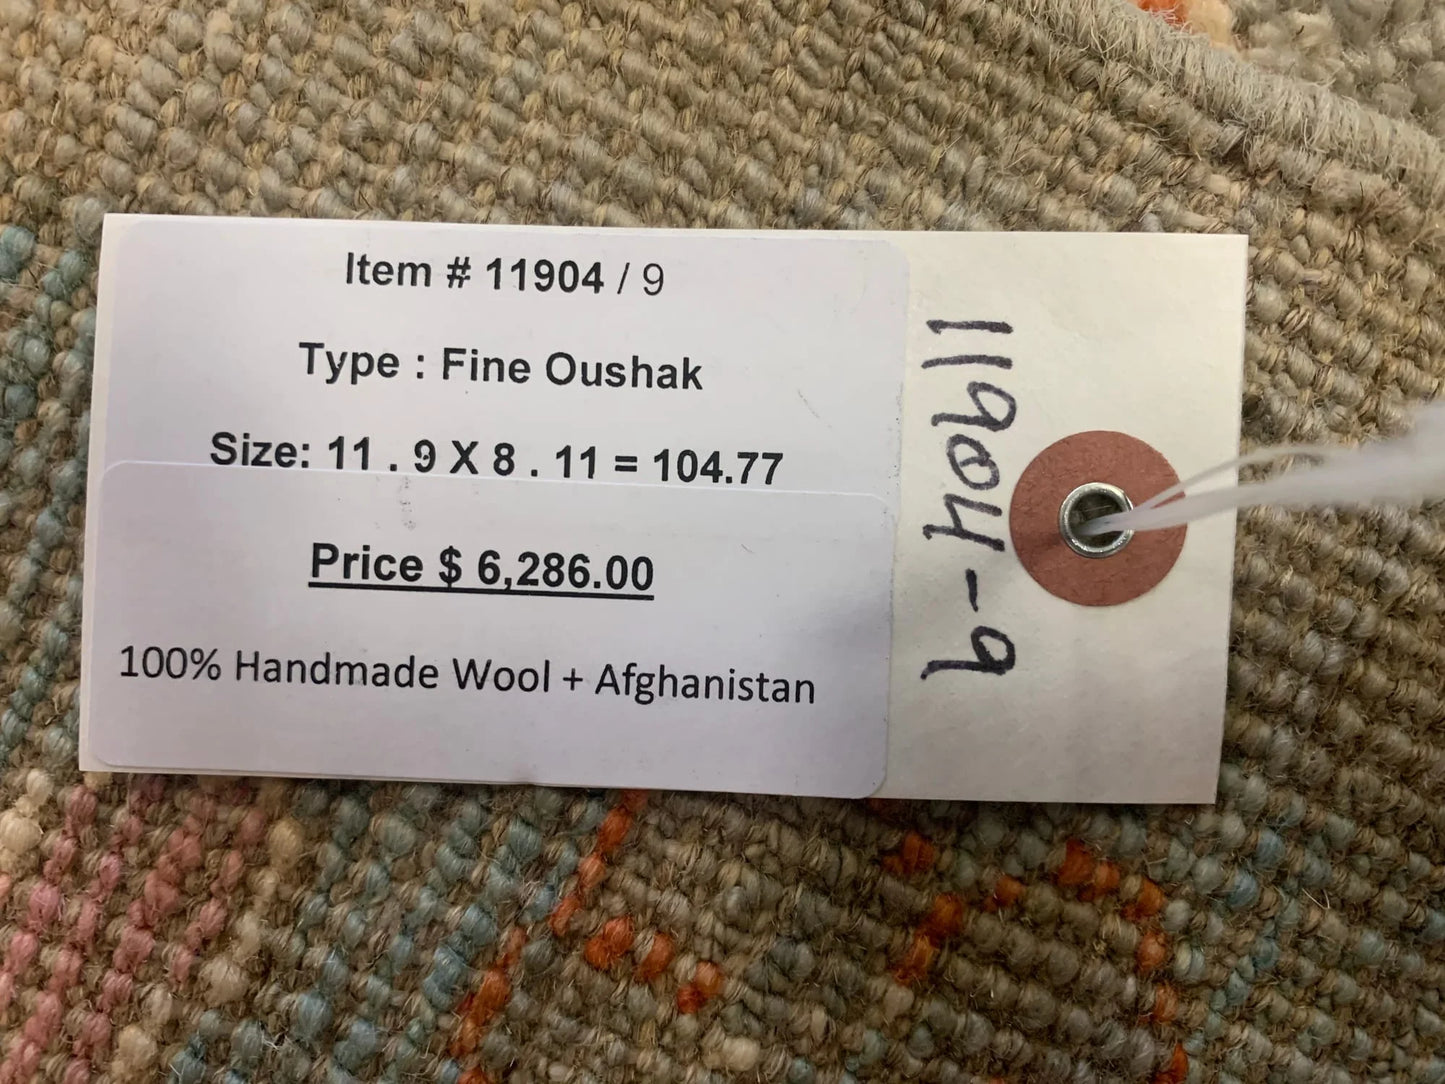 Item # 11904 / 9
Type : Fine Oushak
Size: 11 . 9 X 8 . 11 = 104.77
Price $ 6,286.00
100% Handmade Wool + Afghanistan
11904-9